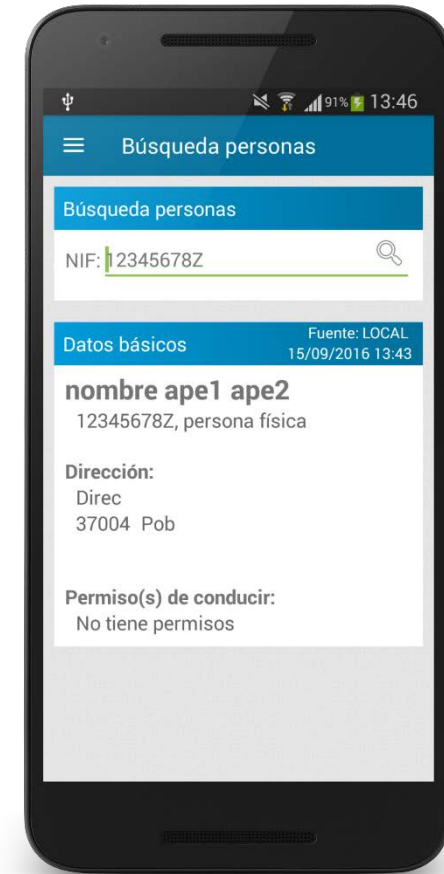 91% 13:46
Búsqueda personas
Búsqueda personas
NIF: 12345678Z
Datos básicos
Fuente: LOCAL
15/09/2016 13:43
nombre ape1 ape2
12345678Z, persona física
Dirección:
Direc
37004 Pob
Permiso(s) de conducir:
No tiene permisos